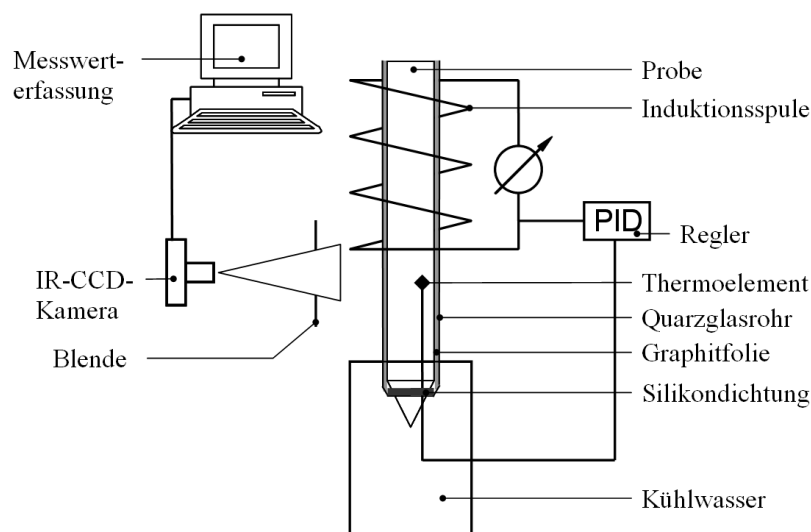 Messwert-
erfassung
Probe
Induktionsspule
PID
Regler
IR-CCD-
Kamera
Blende
Thermoelement
Quarzglasrohr
Graphitfolie
Silikondichtung
Kühlwasser